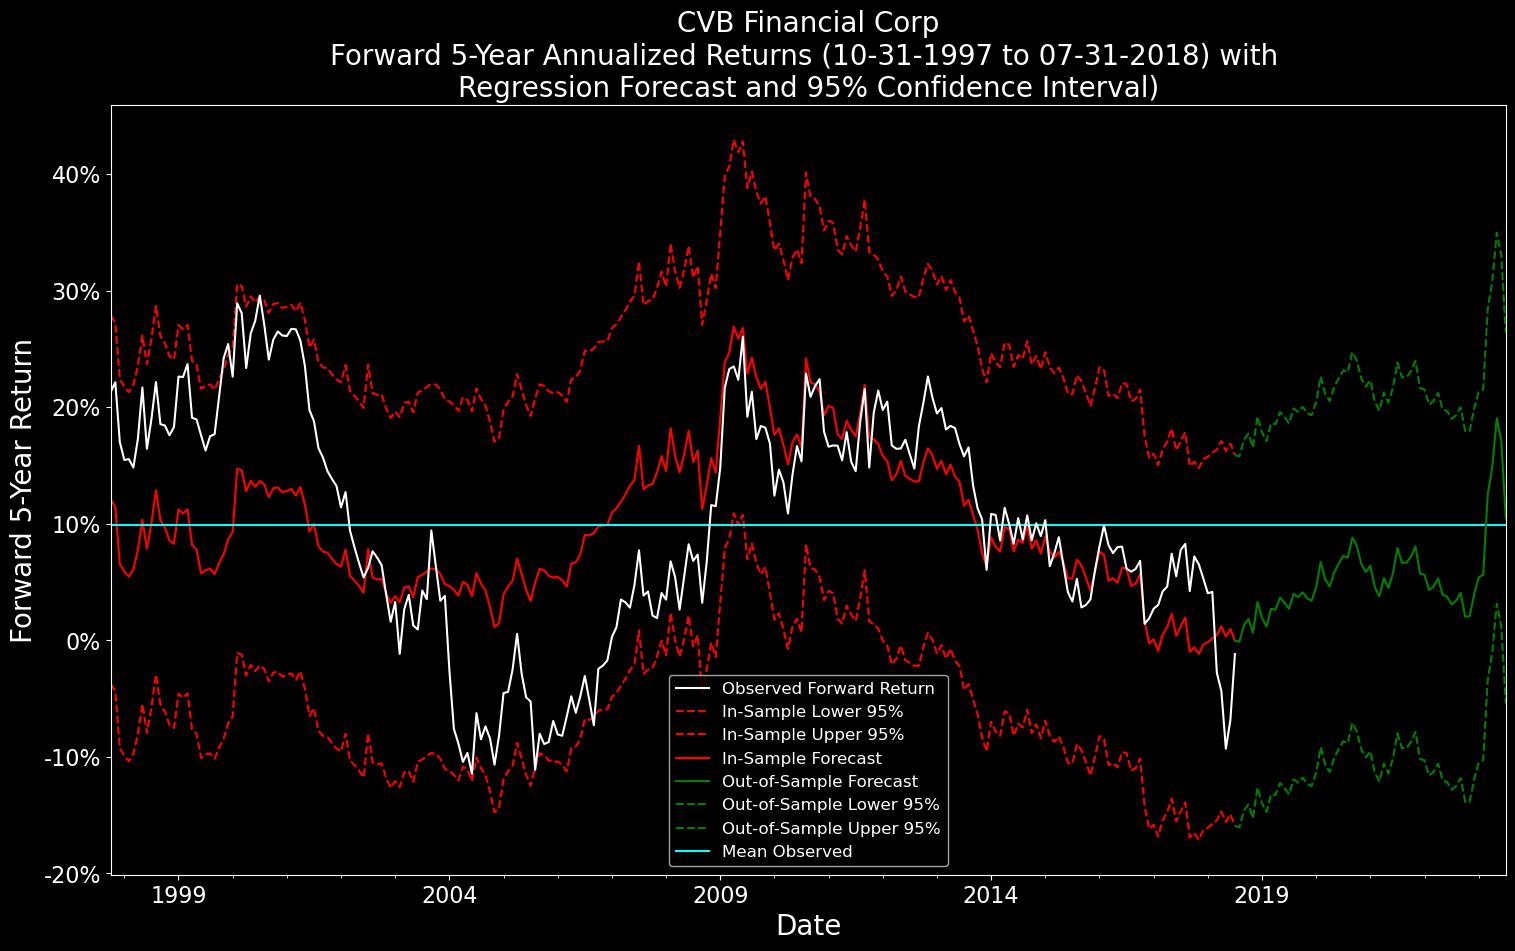 CVB Financial Corp
Forward 5-Year Annualized Returns (10-31-1997 to 07-31-2018) with
Regression Forecast and 95% Confidence Interval)
Forward 5-Year Return
40%
30%
20%
10%
0%
-10%
-20%
Observed Forward Return
In-Sample Lower 95%
In-Sample Upper 95%
In-Sample Forecast
Out-of-Sample Forecast
Out-of-Sample Lower 95%
Out-of-Sample Upper 95%
Mean Observed
1999 2004 2009 2014 2019
Date